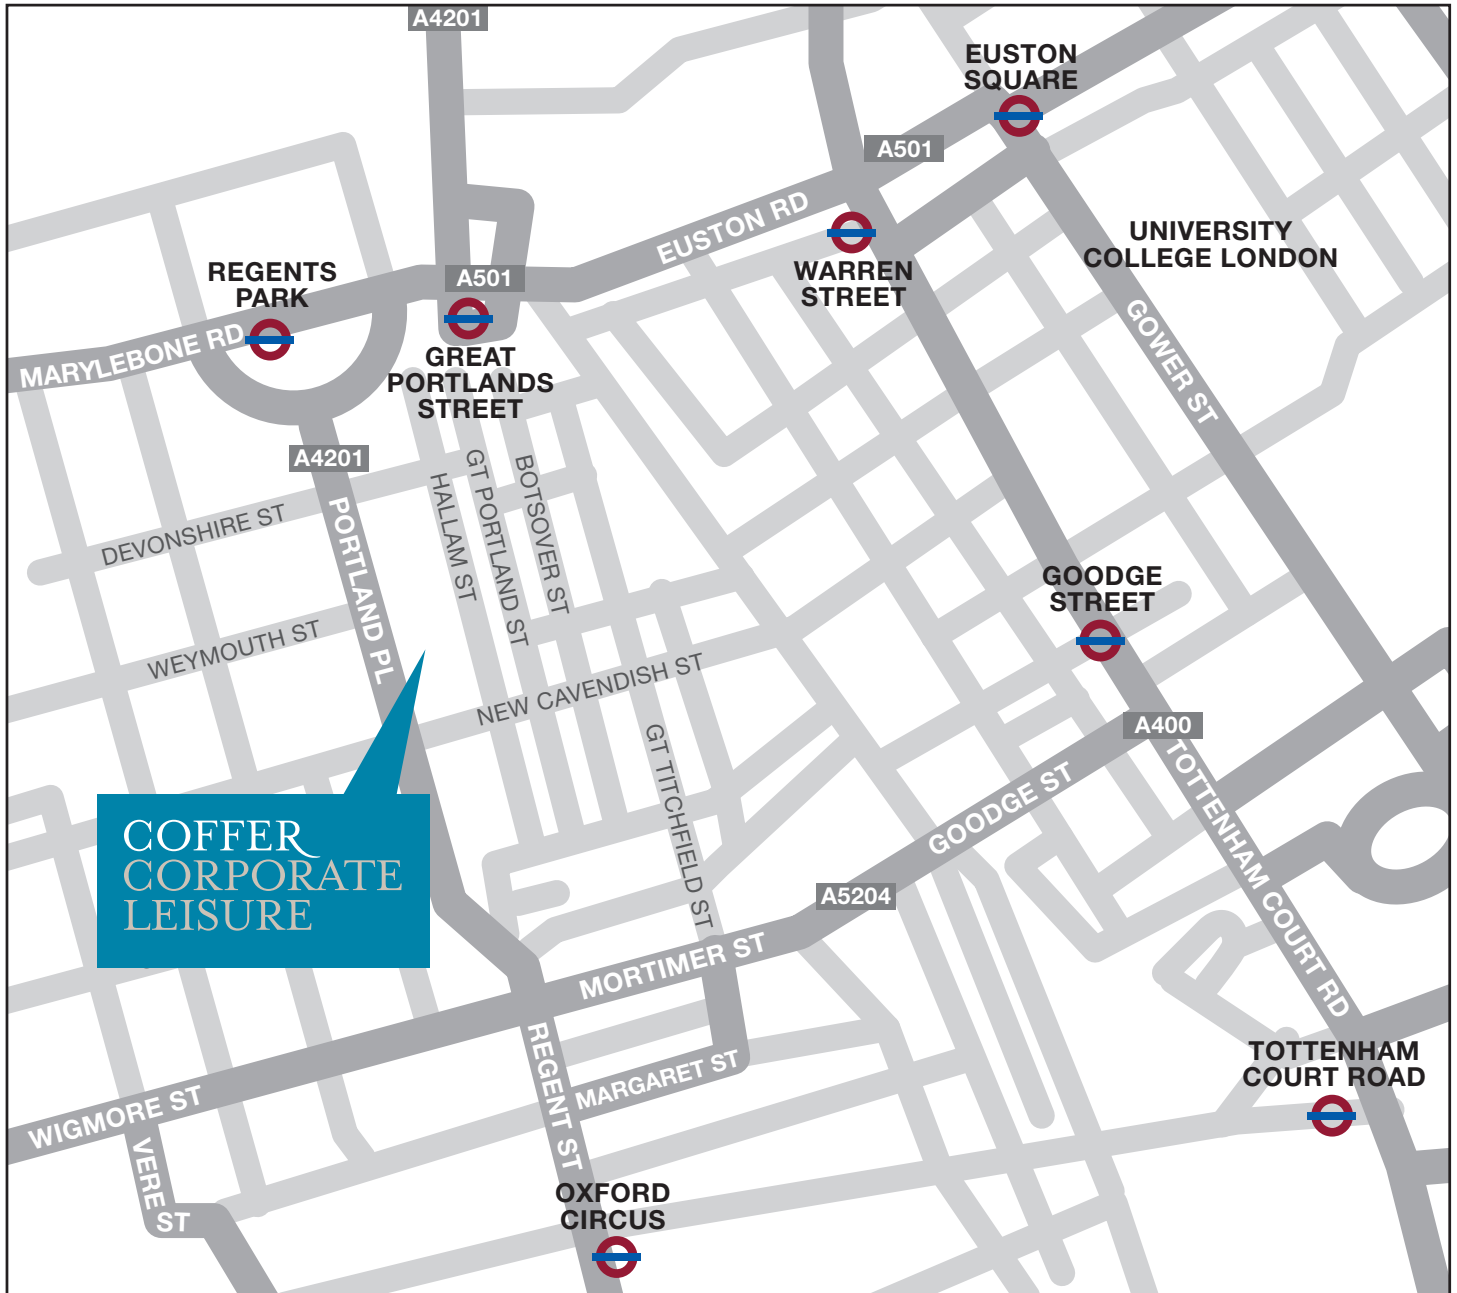 A4201
EUSTON
SQUARE
A501
EUSTON RD
UNIVERSITY
COLLEGE LONDON
WARREN
STREET
REGENTS
PARK
A501
MARYLEBONE RD
GREAT
PORTLANDS
STREET
GOWER ST
A4201
DEVONSHIRE ST
PORTLAND PL
HALLAM ST
GT PORTLAND ST
BOTSOVER ST
GOODGE
STREET
WEYMOUTH ST
NEW CAVENDISH ST
A400
GT TITCHFIELD ST
GOODGE ST
TOTTENHAM COURT RD
COFFER
CORPORATE
LEISURE
A5204
MORTIMER ST
REGENT ST
MARGARET ST
TOTTENHAM
COURT ROAD
WIGMORE ST
VERE
ST
OXFORD
CIRCUS